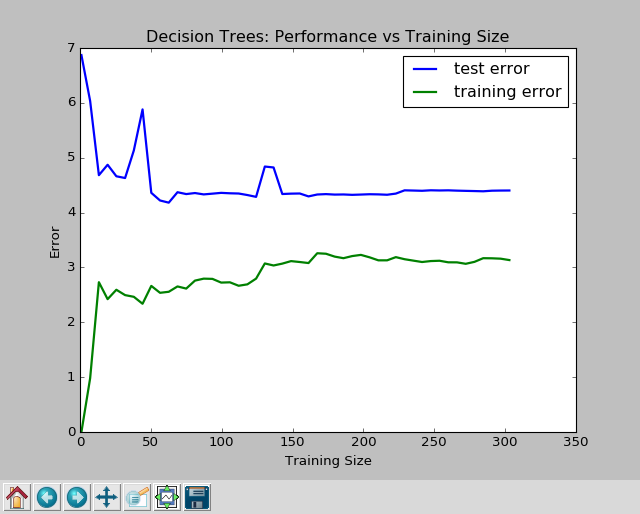 Decision Trees: Performance vs Training Size
7
6
5
4
3
2
1
0
Error
test error
training error
0 50 100 150 200 250 300 350
Training Size